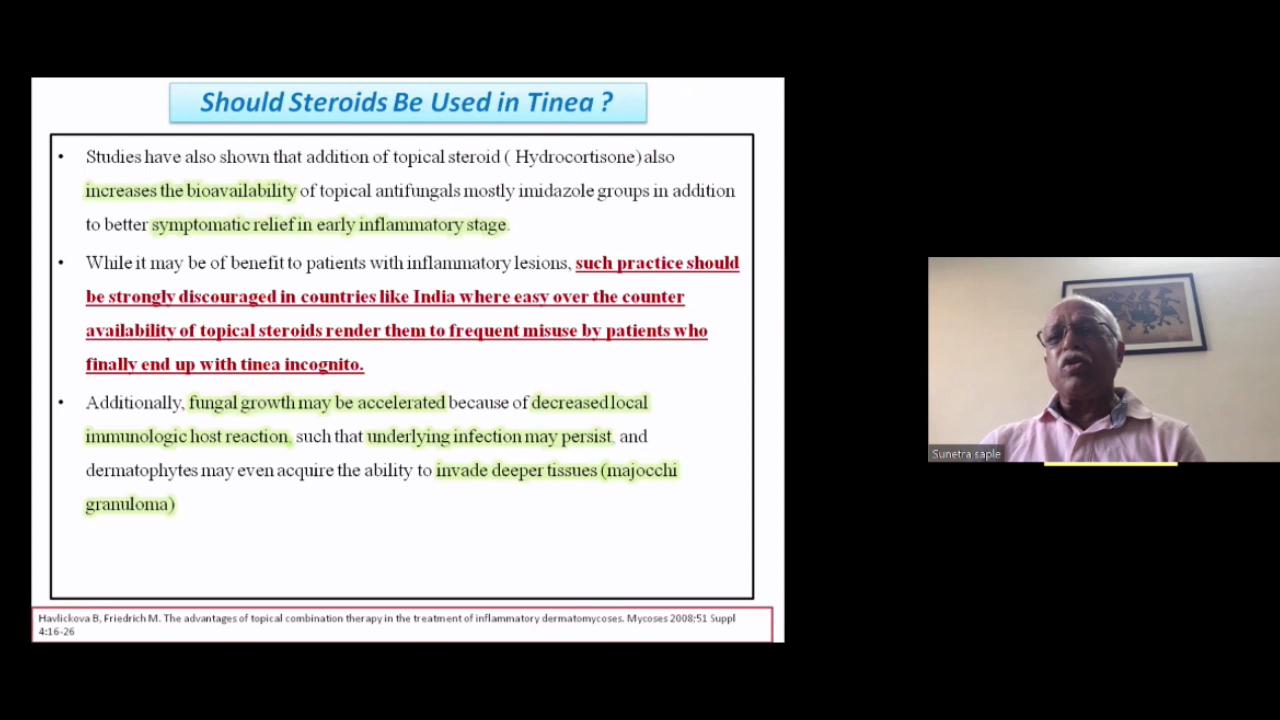 Should Steroids Be Used in Tinea ?
• Studies have also shown that addition of topical steroid ( Hydrocortisone) also
increases the bioavailability of topical antifungals mostly imidazole groups in addition
to better symptomatic relief in early inflammatory stage.
• While it may be of benefit to patients with inflammatory lesions, such practice should
be strongly discouraged in countries like India where easy over the counter
availability of topical steroids render them to frequent misuse by patients who
finally end up with tinea incognito.
• Additionally, fungal growth may be accelerated because of decreased local
immunologic host reaction, such that underlying infection may persist, and
dermatophytes may even acquire the ability to invade deeper tissues (majocchi
granuloma)
Havlickova B, Friedrich M. The advantages of topical combination therapy in the treatment of inflammatory dermatomycoses. Mycoses 2008;51 Suppl
4:16-26
Sunetra saple